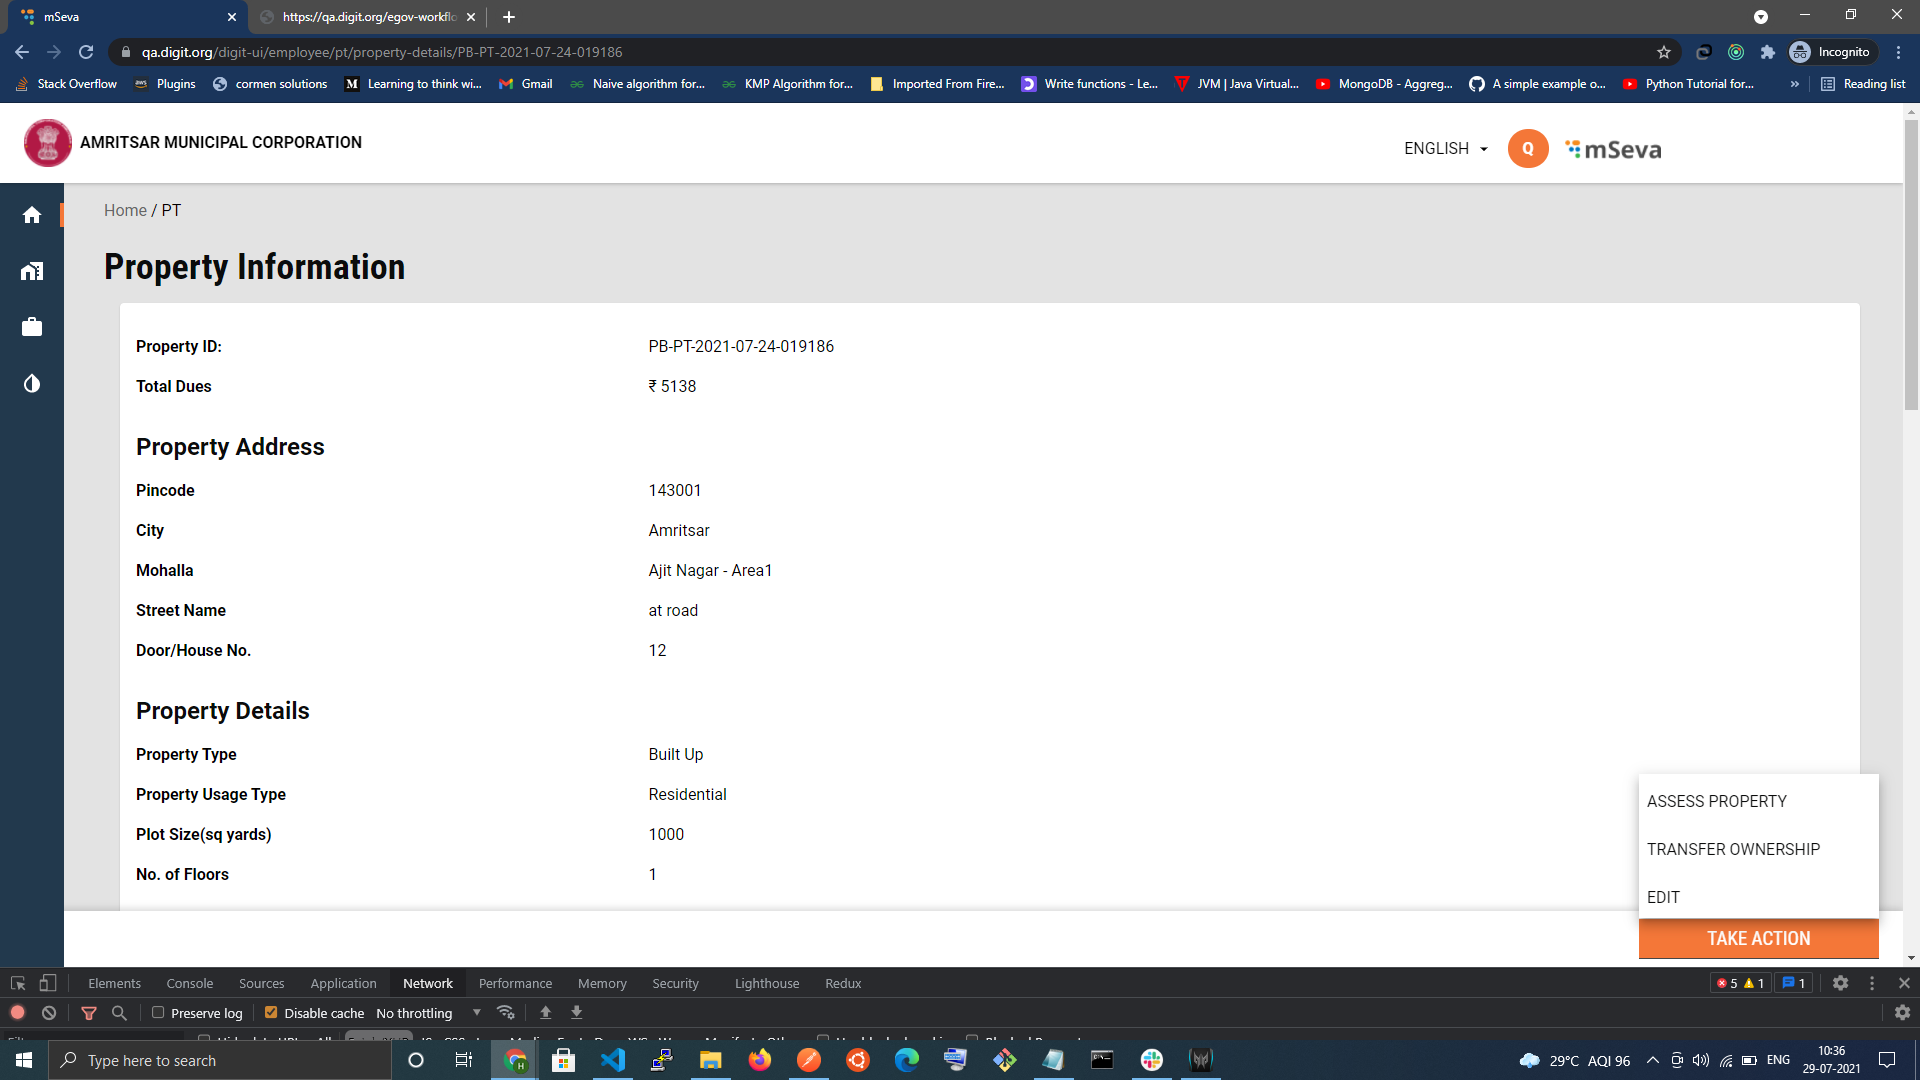 mSeva
https://qa.digit.org/egov-workflo
qa.digit.org/digit-ui/employee/pt/property-details/PB-PT-2021-07-24-019186
Incognito
Stack Overflow
Plugins
cormen solutions
Learning to think wi...
Gmail
Naive algorithm for...
KMP Algorithm for...
Imported From Fire...
Write functions - Le...
JVM | Java Virtual...
MongoDB - Aggreg...
A simple example o...
Python Tutorial for...
»
Reading list
AMRITSAR MUNICIPAL CORPORATION
ENGLISH
Q
mSeva
Home / PT
Property Information
Property ID: PB-PT-2021-07-24-019186
Total Dues ₹ 5138
Property Address
Pincode 143001
City Amritsar
Mohalla Ajit Nagar - Area1
Street Name at road
Door/House No. 12
Property Details
Property Type Built Up
Property Usage Type Residential
Plot Size(sq yards) 1000
No. of Floors 1
ASSESS PROPERTY
TRANSFER OWNERSHIP
EDIT
TAKE ACTION
Elements Console Sources Application Network Performance Memory Security Lighthouse Redux 5 1 1
Preserve log Disable cache No throttling
Type here to search
29°C AQI 96
ENG
10:36
29-07-2021